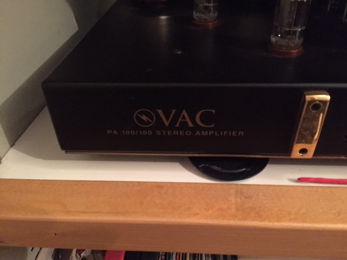 VAC
PA 100/100 STEREO AMPLIFIER